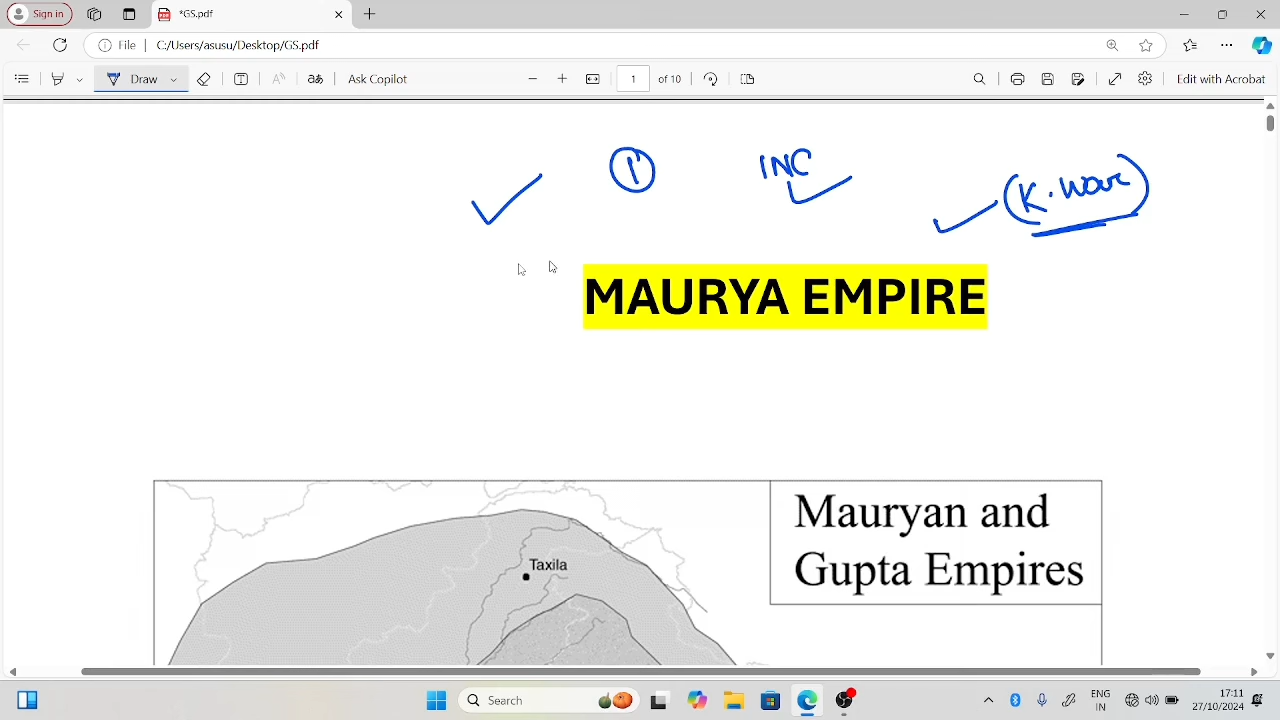 Sign in
*GS.pdf
File C:/Users/asusu/Desktop/GS.pdf
Draw Ask Copilot 1 of 10 Edit with Acrobat
1 INC
(K.
MAURYA EMPIRE
Mauryan and
Gupta Empires
Taxila
Search
ENG
IN
17:11
27/10/2024